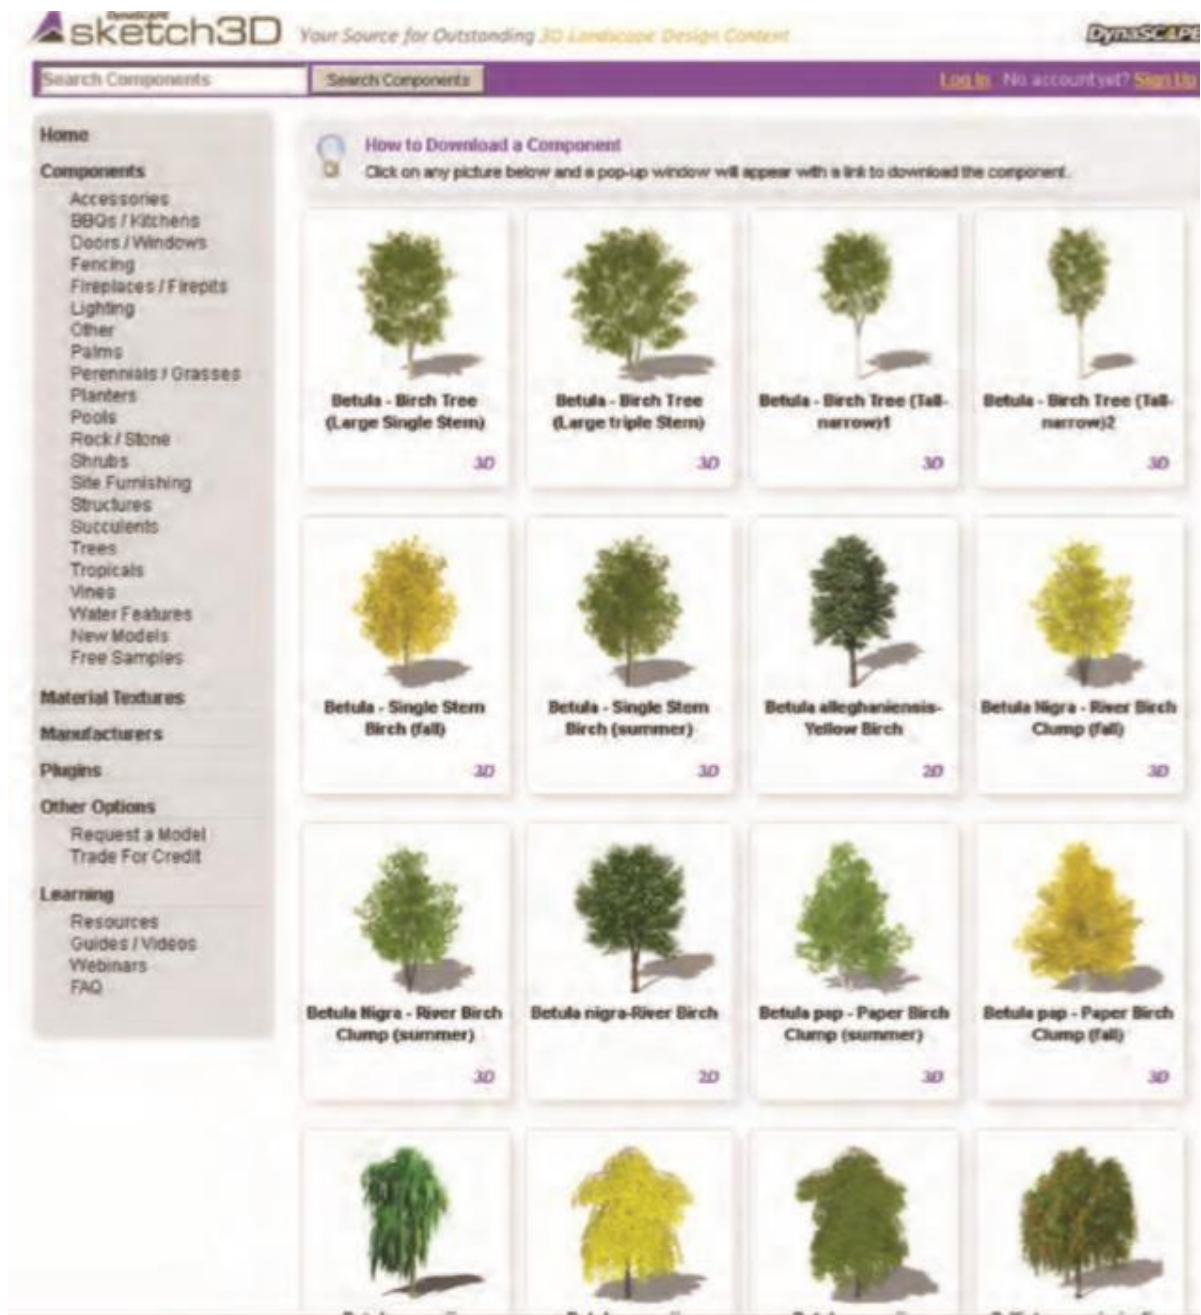 DynaSCAPE
sketch3D
Your Source for Outstanding 3D Landscape Design Content
DynaSCAPE
Search Components
Search Components
Log In No account yet? Sign Up
Home
Components
Accessories
BBQs / Kitchens
Doors / Windows
Fencing
Fireplaces / Firepits
Lighting
Other
Palms
Perennials / Grasses
Planters
Pools
Rock / Stone
Shrubs
Site Furnishing
Structures
Succulents
Trees
Tropicals
Vines
Water Features
New Models
Free Samples
Material Textures
Manufacturers
Plugins
Other Options
Request a Model
Trade For Credit
Learning
Resources
Guides / Videos
Webinars
FAQ
How to Download a Component
Click on any picture below and a pop-up window will appear with a link to download the component.
Betula - Birch Tree
(Large Single Stem)
3D
Betula - Birch Tree
(Large triple Stem)
3D
Betula - Birch Tree (Tall-
narrow)1
3D
Betula - Birch Tree (Tall-
narrow)2
3D
Betula - Single Stem
Birch (fall)
3D
Betula - Single Stem
Birch (summer)
3D
Betula alleghaniensis-
Yellow Birch
2D
Betula Nigra - River Birch
Clump (fall)
3D
Betula Nigra - River Birch
Clump (summer)
3D
Betula nigra-River Birch
2D
Betula pap - Paper Birch
Clump (summer)
3D
Betula pap - Paper Birch
Clump (fall)
3D